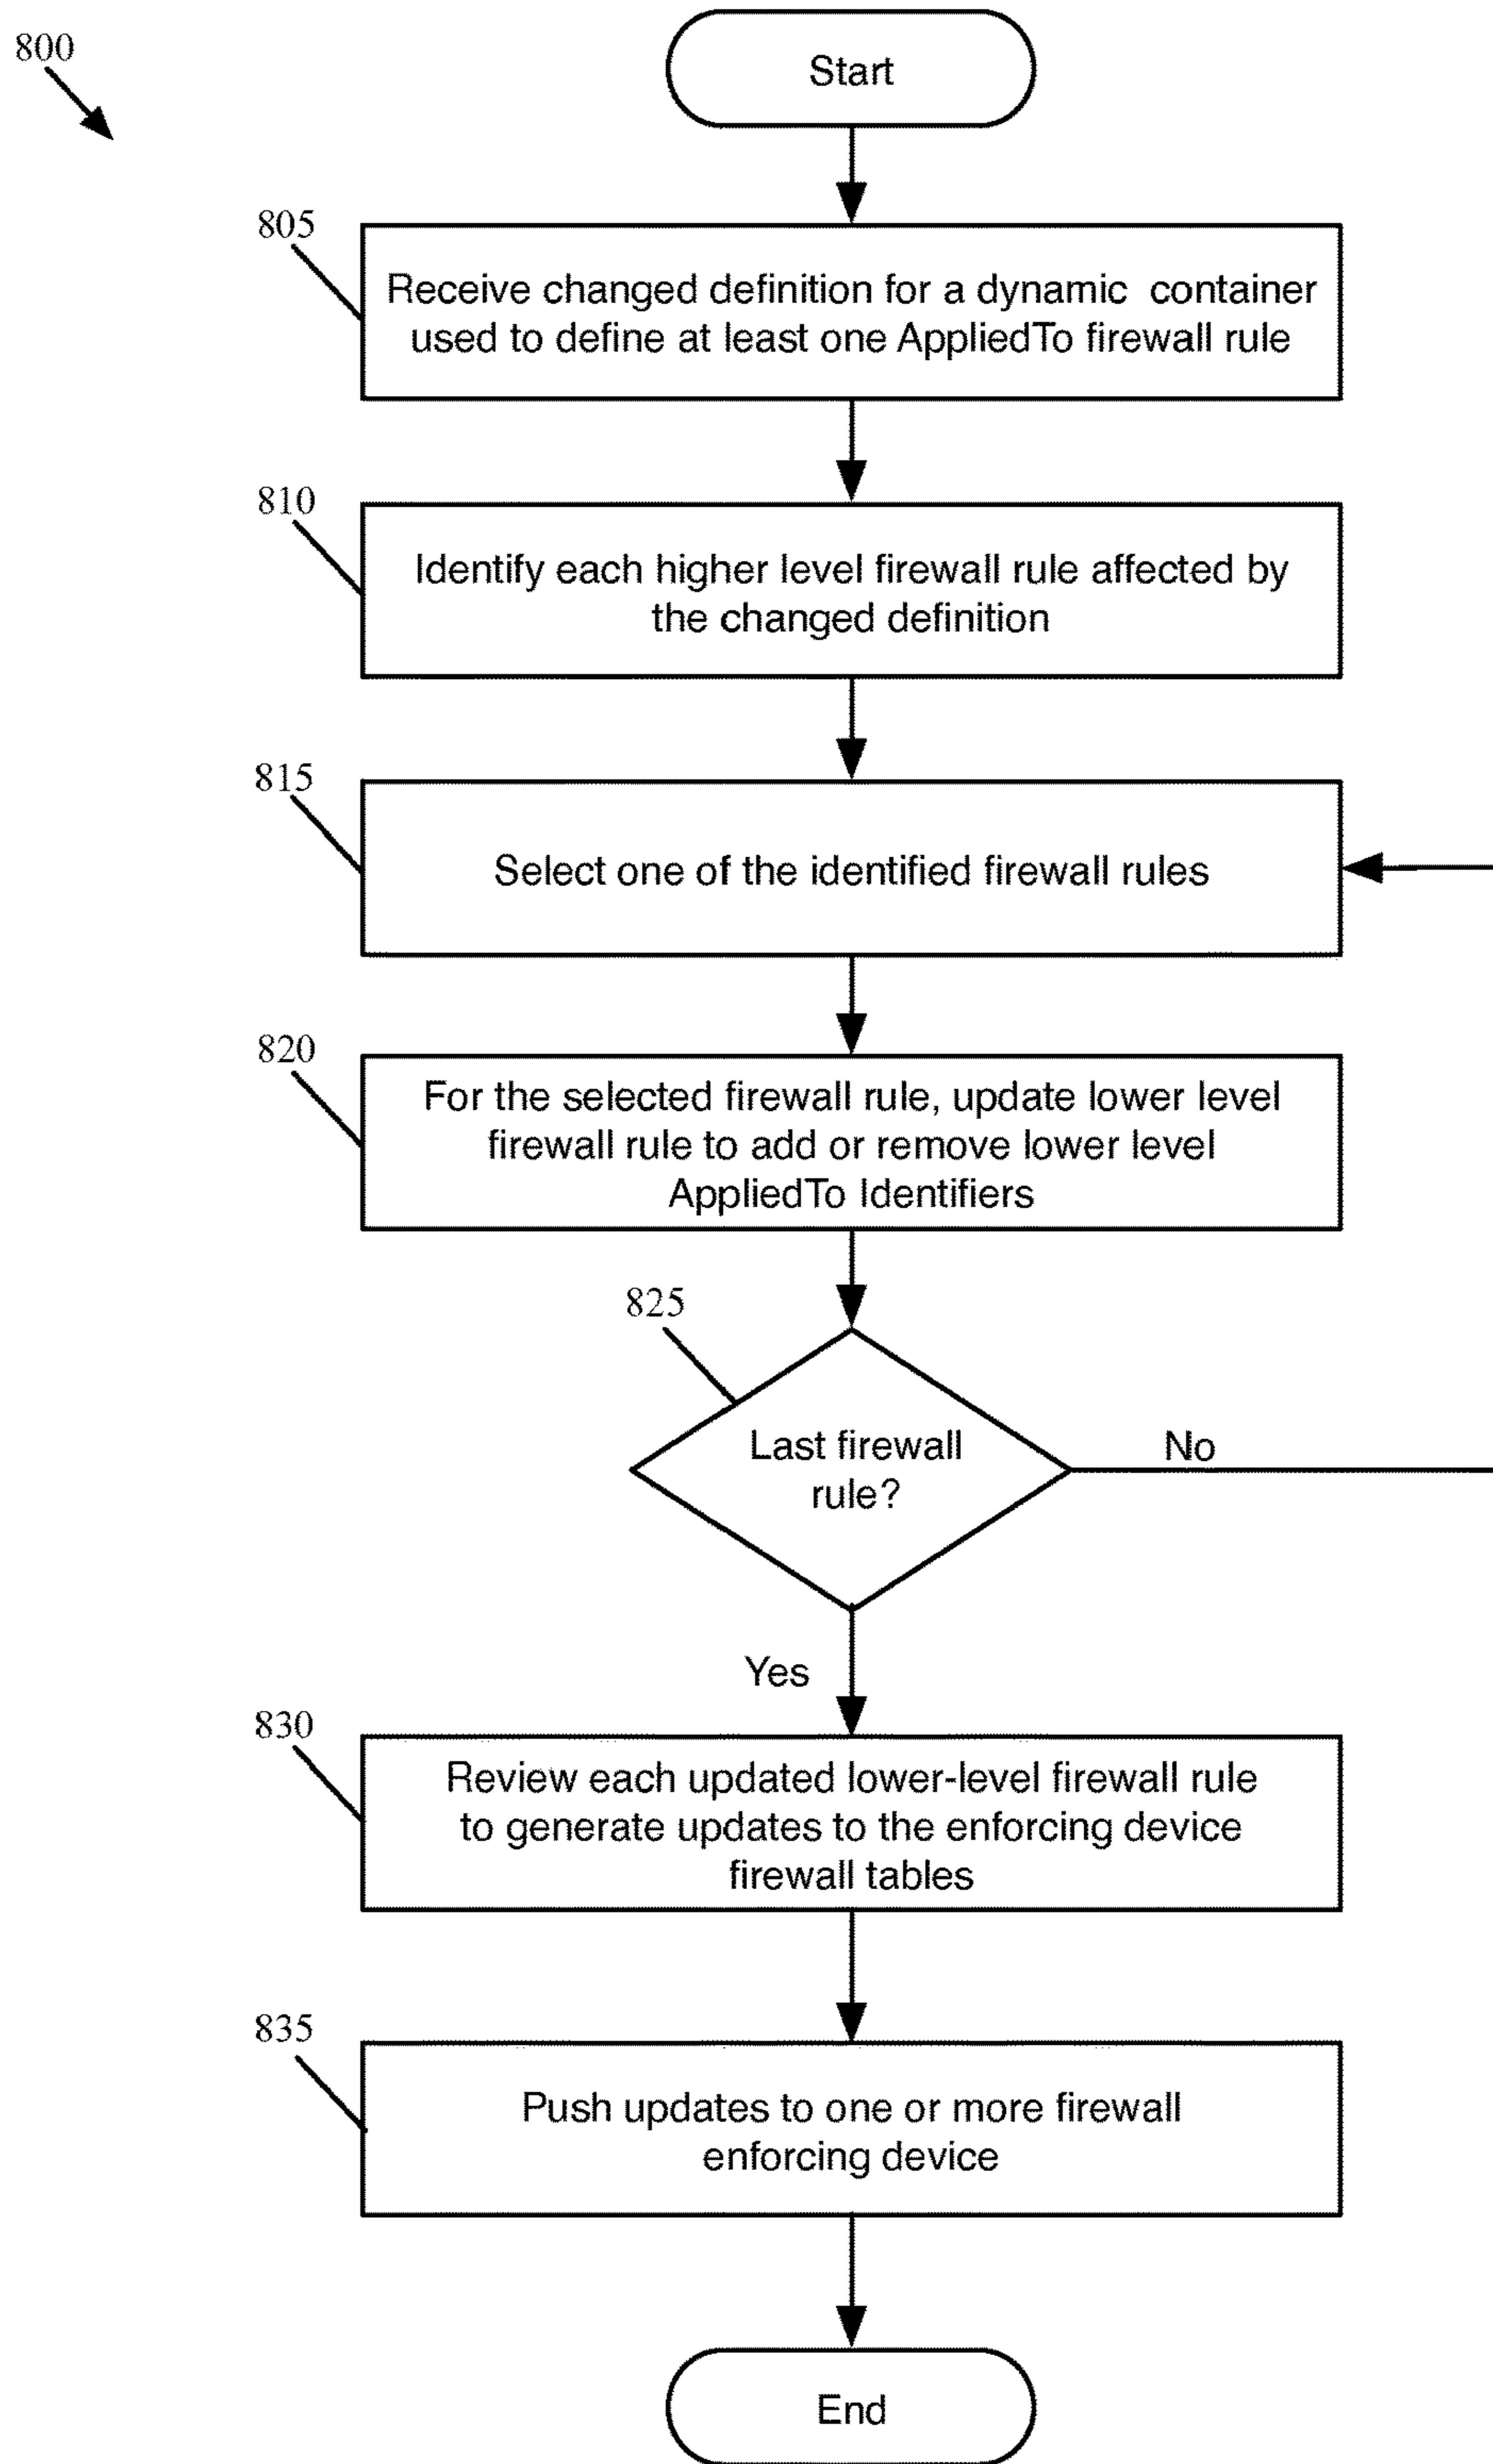 800
Start
805
Receive changed definition for a dynamic container
used to define at least one AppliedTo firewall rule
810
Identify each higher level firewall rule affected by
the changed definition
815
Select one of the identified firewall rules
820
For the selected firewall rule, update lower level
firewall rule to add or remove lower level
AppliedTo Identifiers
825
Last firewall
rule?
No
Yes
830
Review each updated lower-level firewall rule
to generate updates to the enforcing device
firewall tables
835
Push updates to one or more firewall
enforcing device
End